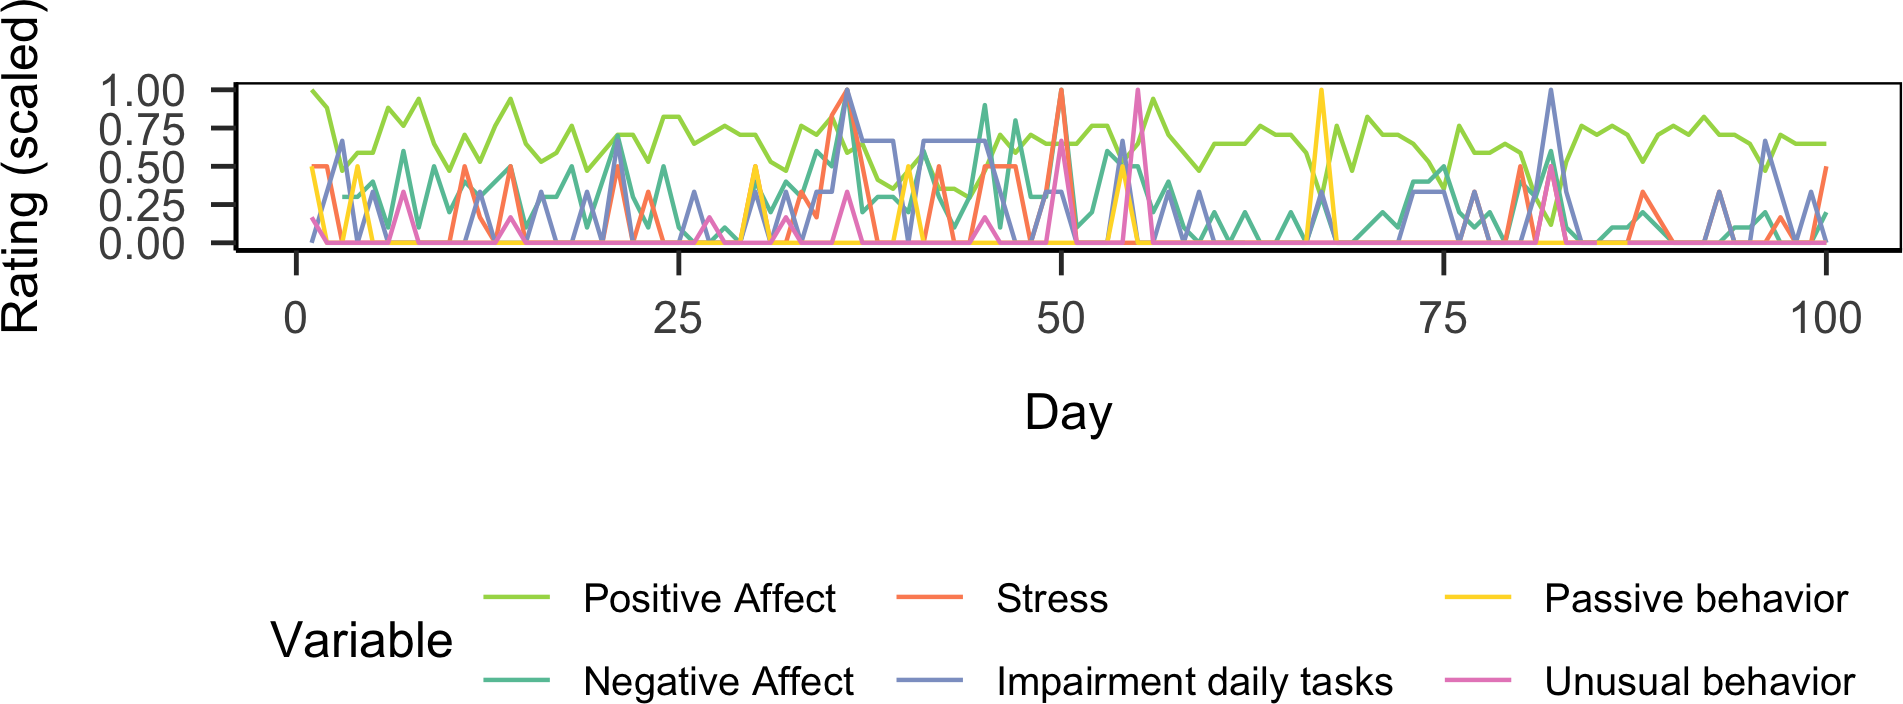 Rating (scaled)
1.00
0.75
0.50
0.25
0.00
0 25 50 75 100
Day
Variable
Positive Affect Stress Passive behavior
Negative Affect Impairment daily tasks Unusual behavior